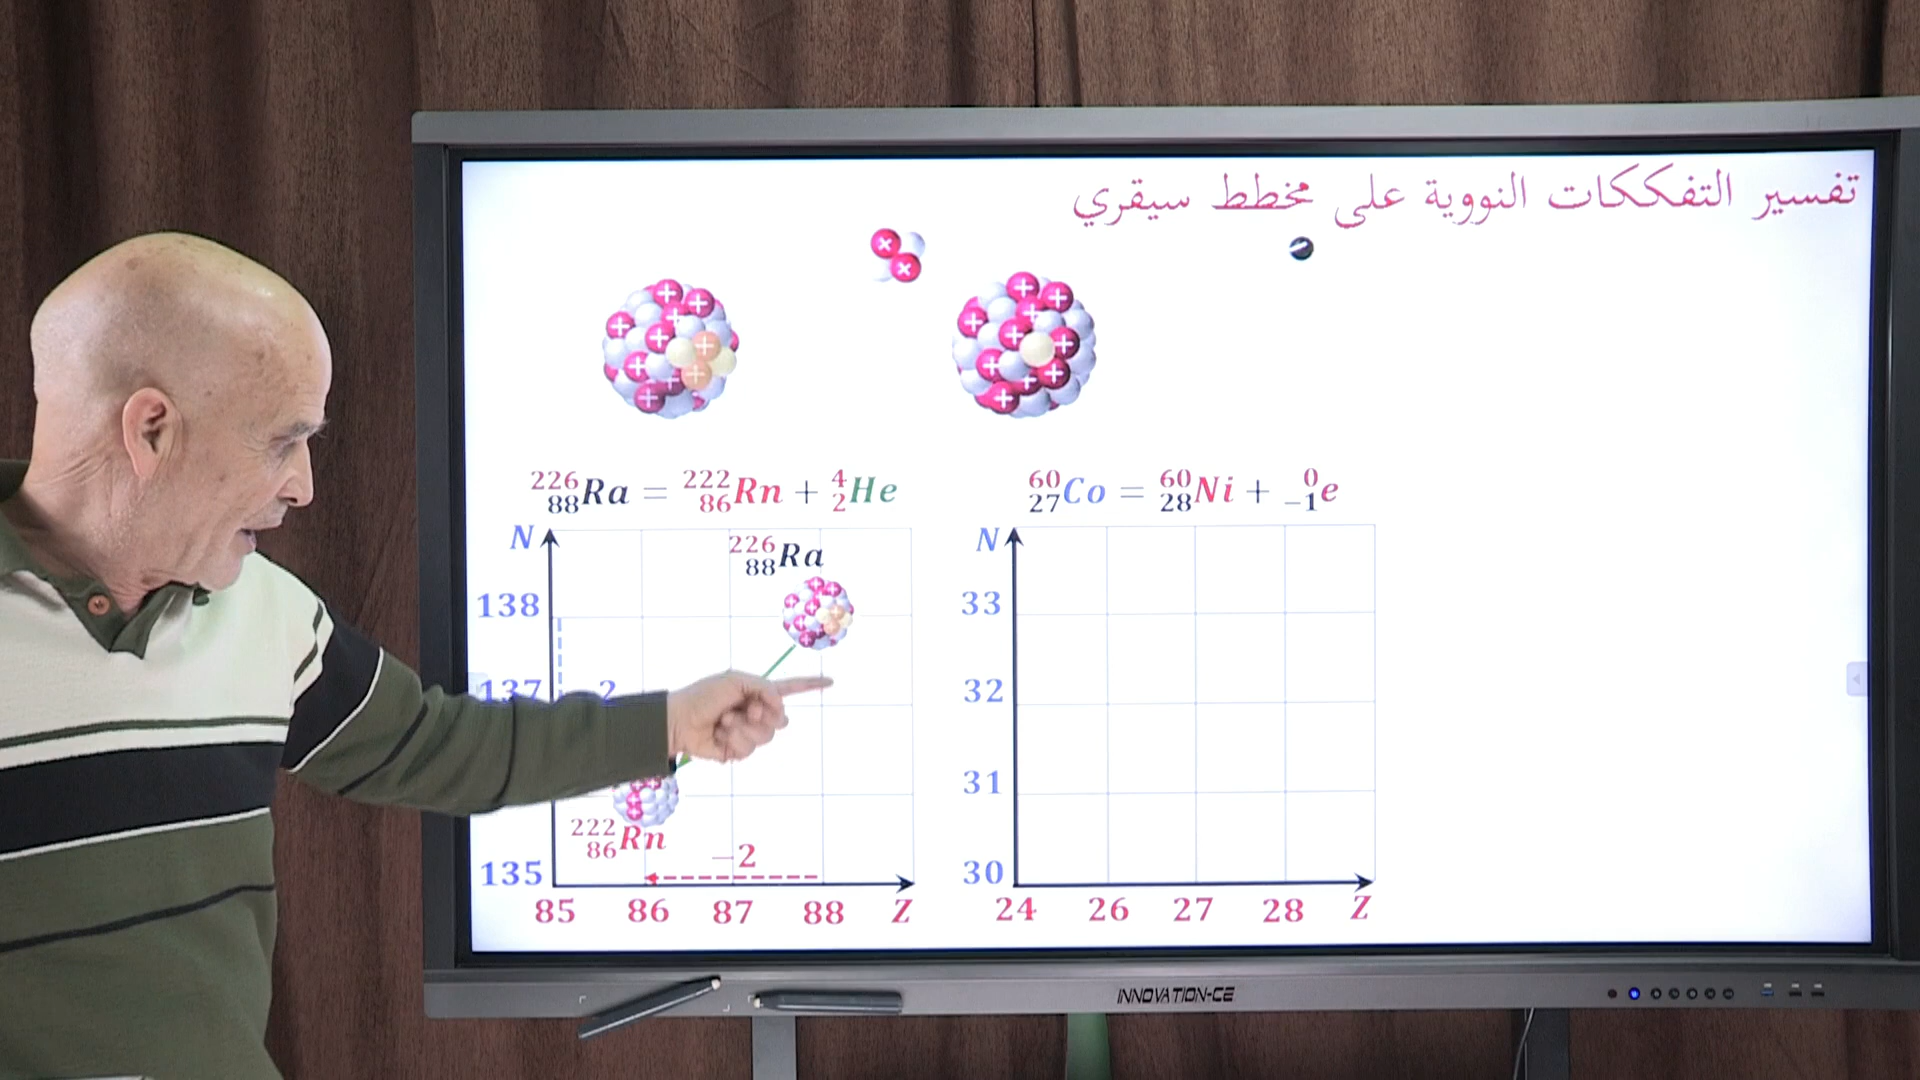 تفسير التفككات النووية على مخطط سيقري
²²⁶₈₈Ra = ²²²₈₆Rn + ⁴₂He
⁶⁰₂₇Co = ⁶⁰₂₈Ni + ⁰₋₁e
N
²²⁶₈₈Ra
138
137
2
²²²₈₆Rn
135
−2
85 86 87 88 Z
N
33
32
31
30
24 26 27 28 Z
INNOVATION-CE